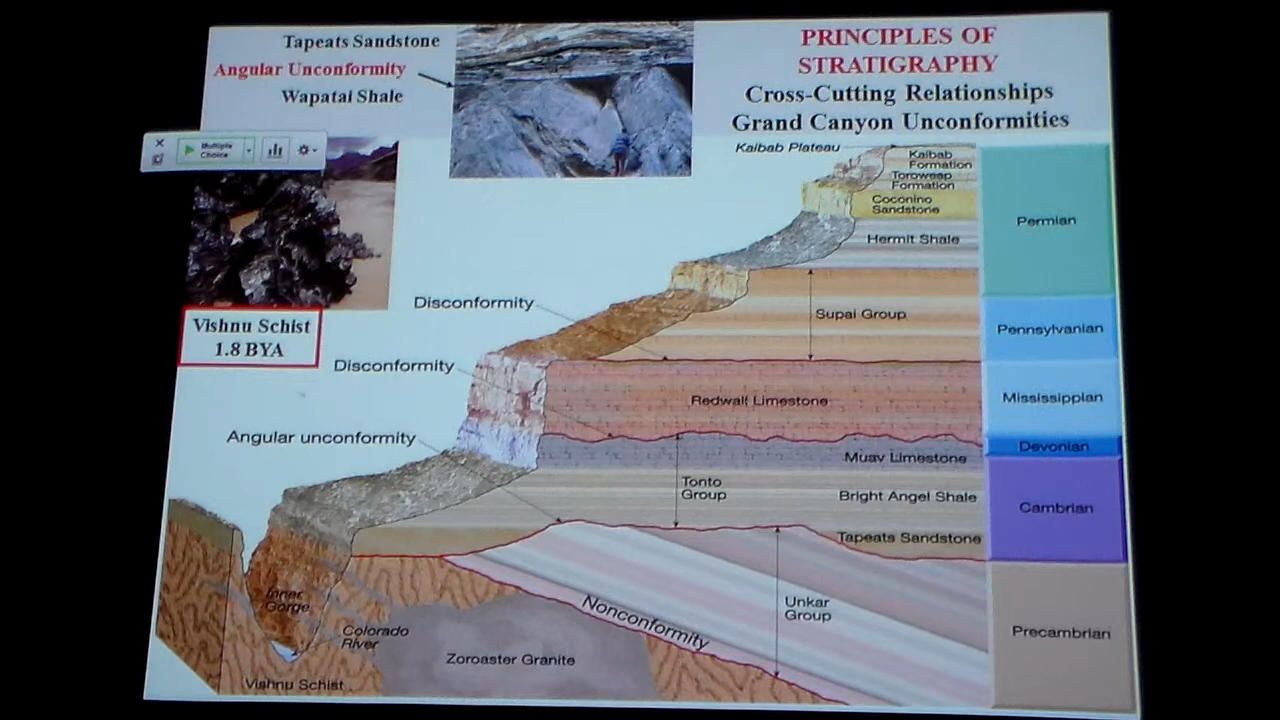 Tapeats Sandstone
Angular Unconformity
Wapatai Shale
PRINCIPLES OF
STRATIGRAPHY
Cross-Cutting Relationships
Grand Canyon Unconformities
Multiple
Choice
Kaibab Plateau
Kaibab
Formation
Toroweap
Formation
Coconino
Sandstone
Hermit Shale
Permian
Vishnu Schist
1.8 BYA
Disconformity
Supai Group
Pennsylvanian
Disconformity
Redwall Limestone
Mississippian
Angular unconformity
Devonian
Muav Limestone
Tonto
Group
Bright Angel Shale
Cambrian
Tapeats Sandstone
Inner
Gorge
Colorado
River
Nonconformity
Unkar
Group
Precambrian
Zoroaster Granite
Vishnu Schist